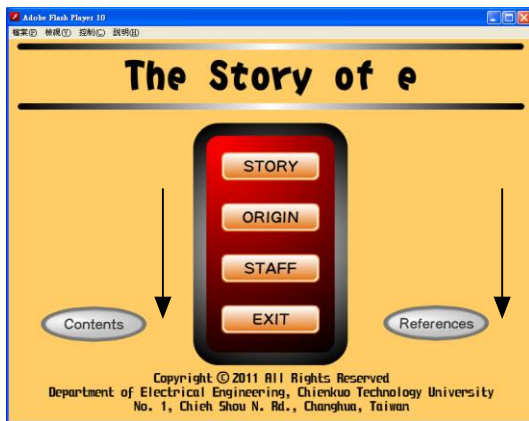 Adobe Flash Player 10
檔案(F) 檢視(V) 控制(C) 說明(H)
The Story of e
STORY
ORIGIN
STAFF
EXIT
Contents
References
Copyright © 2011 All Rights Reserved
Department of Electrical Engineering, Chienkuo Technology University
No. 1, Chieh Shou N. Rd., Changhua, Taiwan